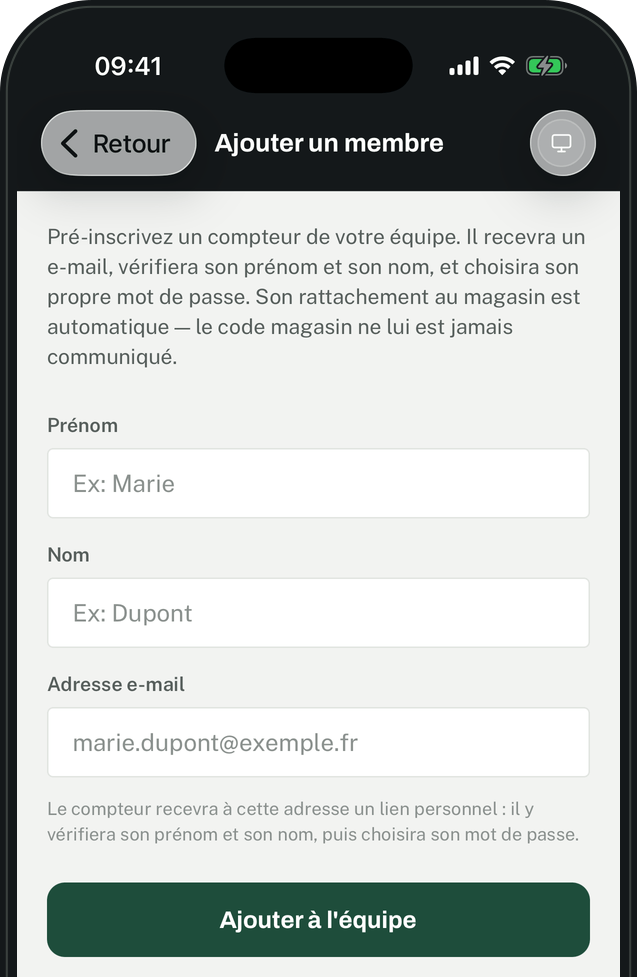 09:41
Retour
Ajouter un membre
Pré-inscrivez un compteur de votre équipe. Il recevra un
e-mail, vérifiera son prénom et son nom, et choisira son
propre mot de passe. Son rattachement au magasin est
automatique — le code magasin ne lui est jamais
communiqué.
Prénom
Ex: Marie
Nom
Ex: Dupont
Adresse e-mail
marie.dupont@exemple.fr
Le compteur recevra à cette adresse un lien personnel : il y
vérifiera son prénom et son nom, puis choisira son mot de passe.
Ajouter à l'équipe